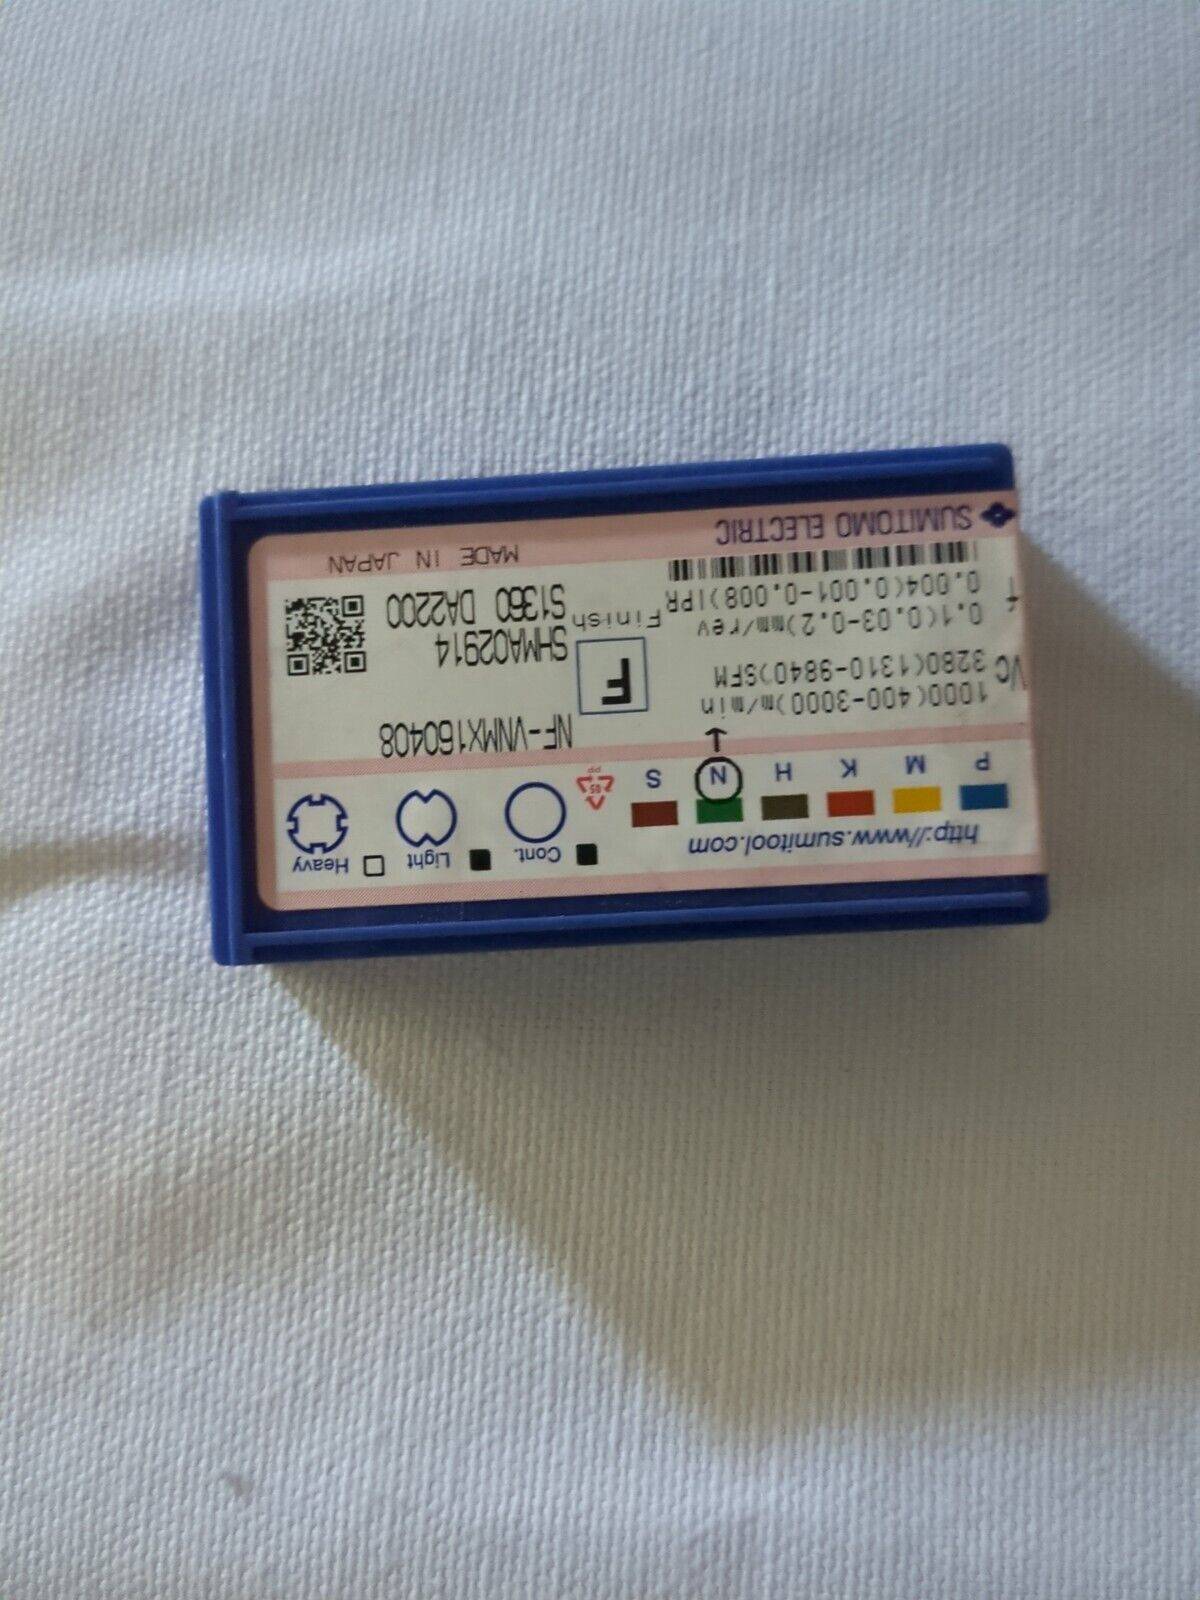 http://www.sumitool.com
Cont.
Light
Heavy
P M K H N S
05
PP
Vc 1000(400-3000)m/min
3280(1310-9840)SFM
f 0.1(0.03-0.2)mm/rev
0.004(0.001-0.008)IPR
F
Finish
NF-VNMX160408
SHMA02914
S1360 DA2200
SUMITOMO ELECTRIC
MADE IN JAPAN